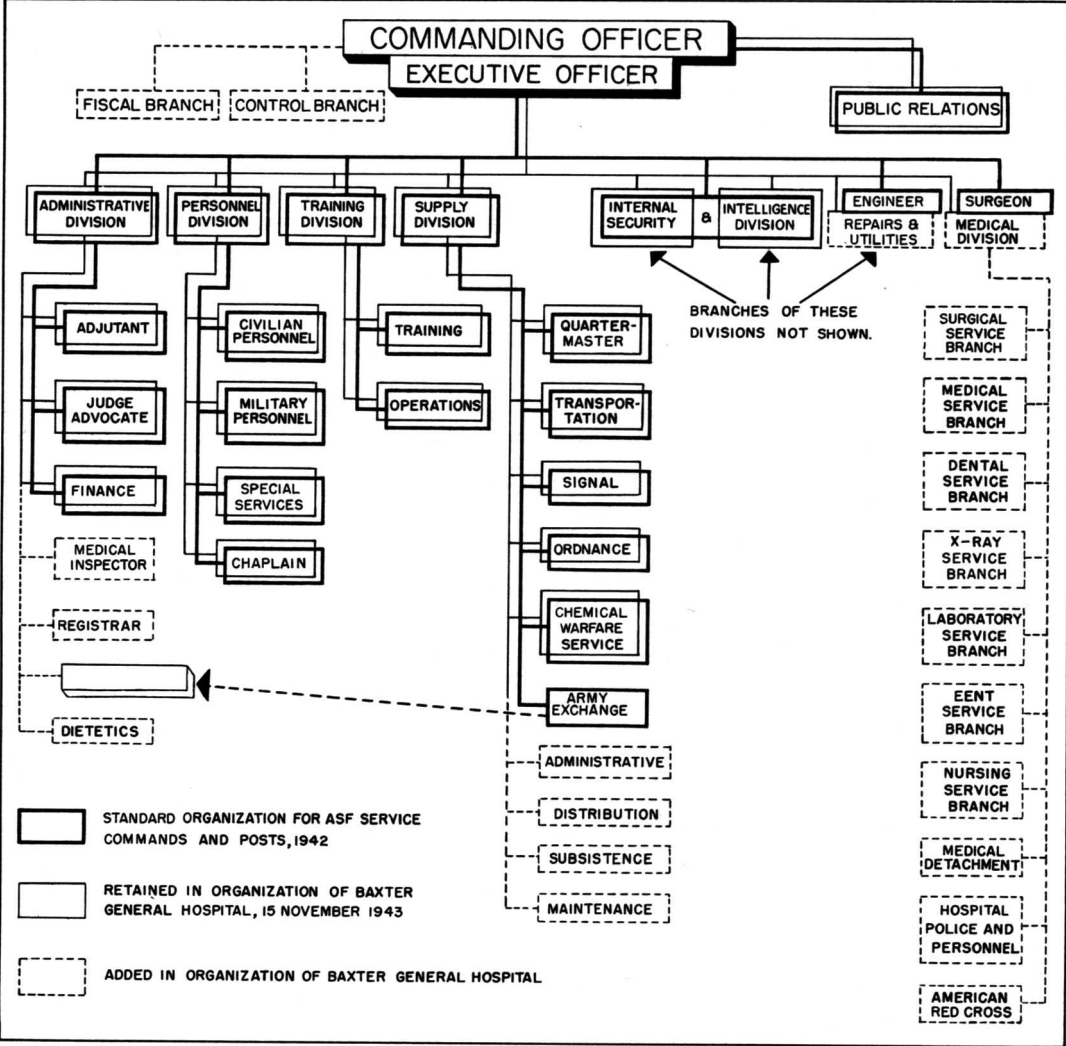 COMMANDING OFFICER
EXECUTIVE OFFICER
FISCAL BRANCH
CONTROL BRANCH
PUBLIC RELATIONS
ADMINISTRATIVE
DIVISION
PERSONNEL
DIVISION
TRAINING
DIVISION
SUPPLY
DIVISION
INTERNAL
SECURITY
&
INTELLIGENCE
DIVISION
ENGINEER
REPAIRS &
UTILITIES
SURGEON
MEDICAL
DIVISION
BRANCHES OF THESE
DIVISIONS NOT SHOWN.
ADJUTANT
JUDGE
ADVOCATE
FINANCE
MEDICAL
INSPECTOR
REGISTRAR
DIETETICS
CIVILIAN
PERSONNEL
MILITARY
PERSONNEL
SPECIAL
SERVICES
CHAPLAIN
TRAINING
OPERATIONS
QUARTER-
MASTER
TRANSPOR-
TATION
SIGNAL
ORDNANCE
CHEMICAL
WARFARE
SERVICE
ARMY
EXCHANGE
ADMINISTRATIVE
DISTRIBUTION
SUBSISTENCE
MAINTENANCE
SURGICAL
SERVICE
BRANCH
MEDICAL
SERVICE
BRANCH
DENTAL
SERVICE
BRANCH
X-RAY
SERVICE
BRANCH
LABORATORY
SERVICE
BRANCH
EENT
SERVICE
BRANCH
NURSING
SERVICE
BRANCH
MEDICAL
DETACHMENT
HOSPITAL
POLICE AND
PERSONNEL
AMERICAN
RED CROSS
STANDARD ORGANIZATION FOR ASF SERVICE
COMMANDS AND POSTS, 1942
RETAINED IN ORGANIZATION OF BAXTER
GENERAL HOSPITAL, 15 NOVEMBER 1943
ADDED IN ORGANIZATION OF BAXTER GENERAL HOSPITAL